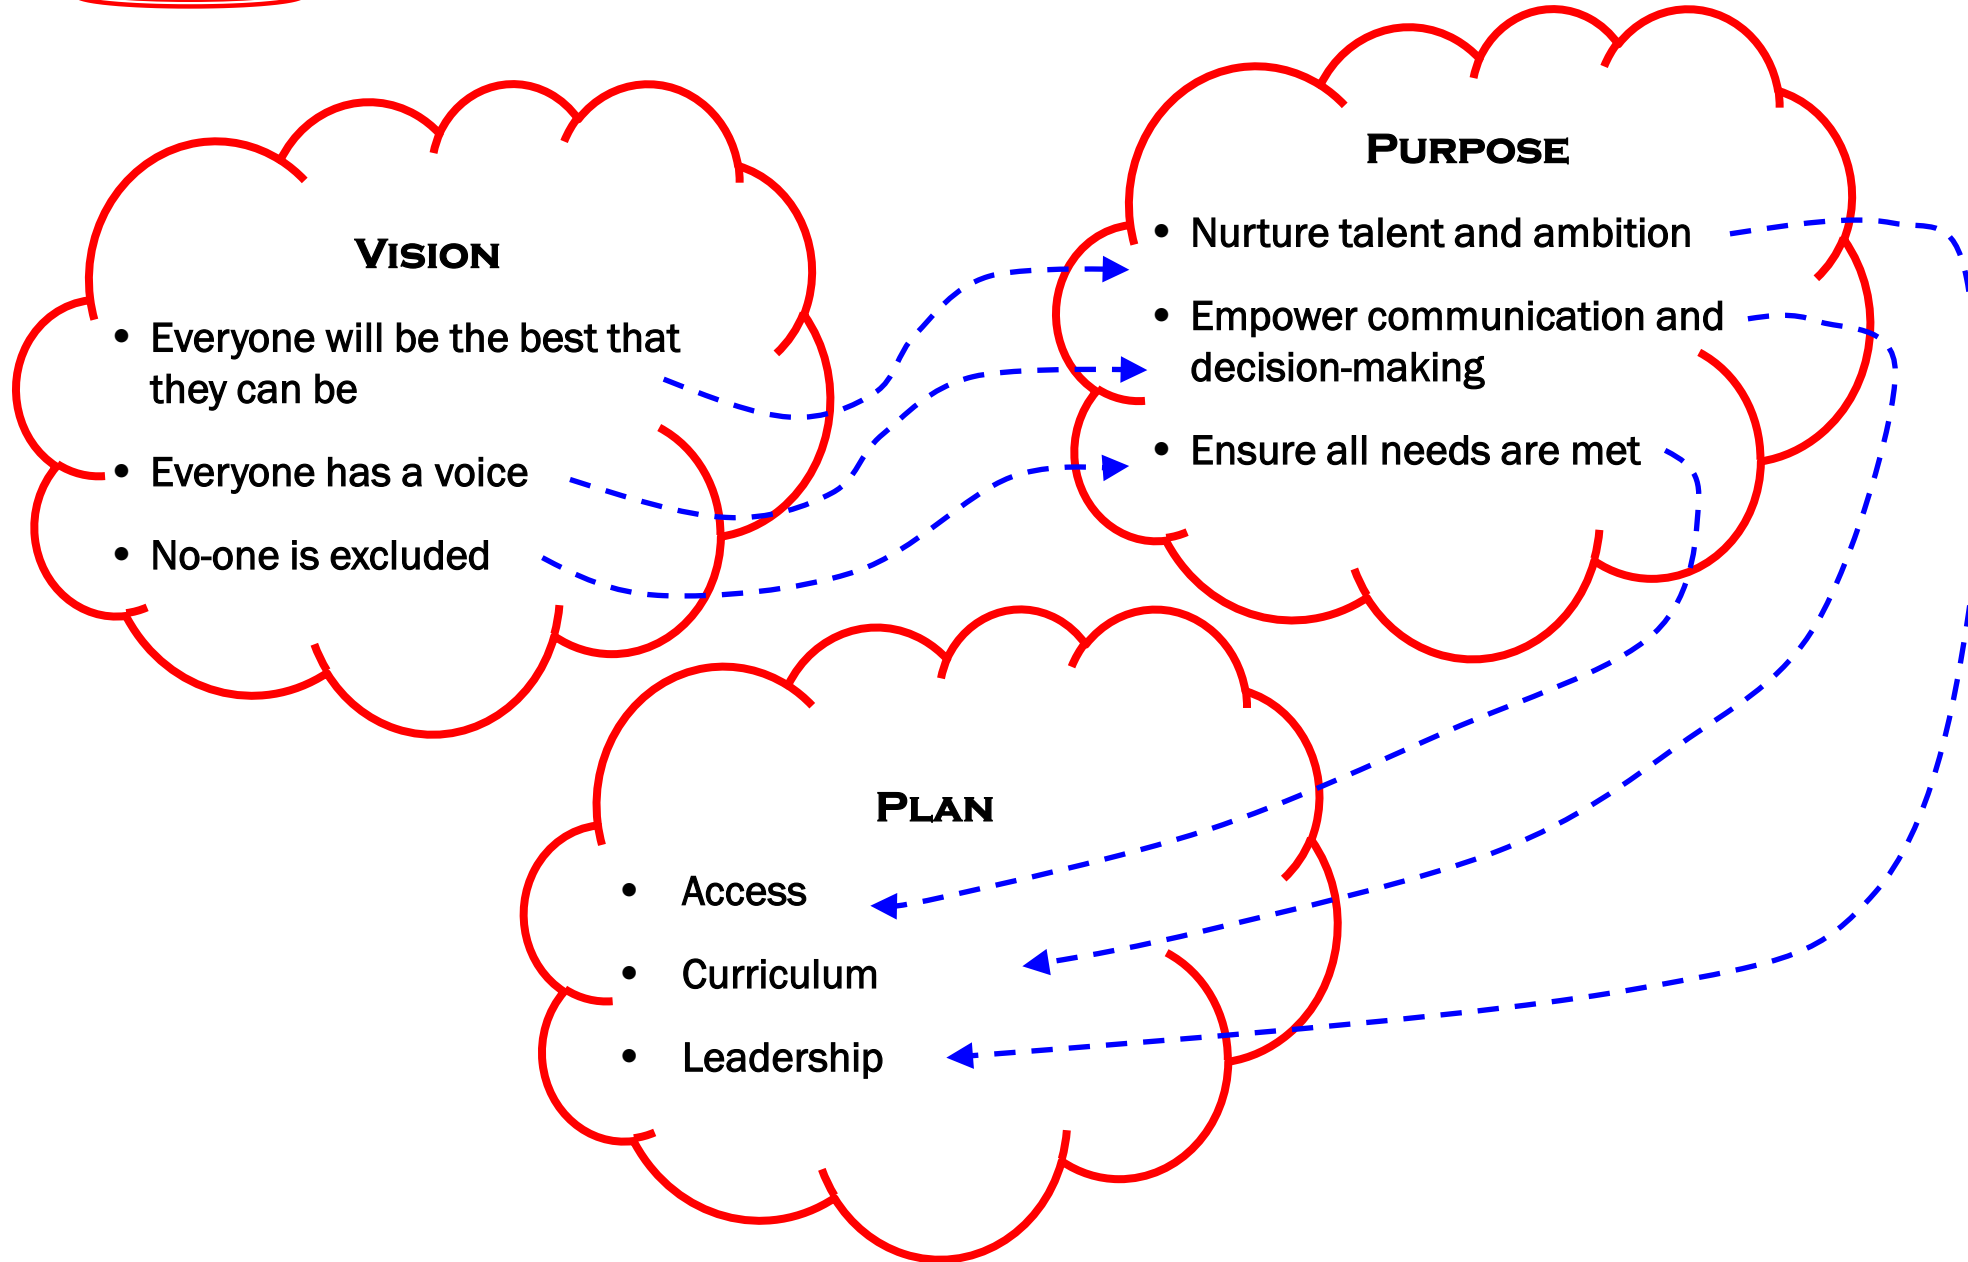 VISION
• Everyone will be the best that
they can be
• Everyone has a voice
• No-one is excluded
PURPOSE
• Nurture talent and ambition
• Empower communication and
decision-making
• Ensure all needs are met
PLAN
• Access
• Curriculum
• Leadership